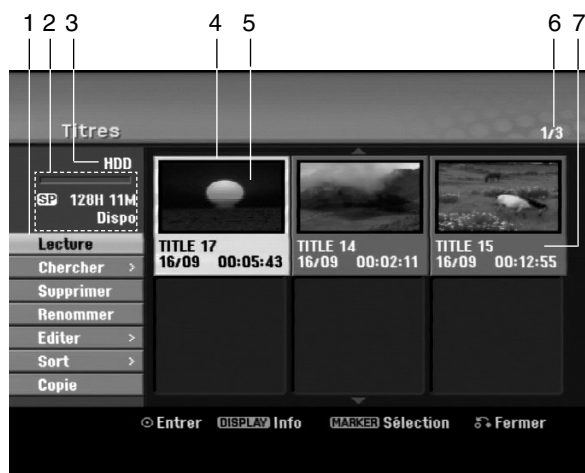 1 2 3 4 5 6 7
Titres
1/3
HDD
SP 128H 11M
Dispo
Lecture
Chercher >
Supprimer
Renommer
Editer >
Sort >
Copie
TITLE 17
16/09 00:05:43
TITLE 14
16/09 00:02:11
TITLE 15
16/09 00:12:55
Entrer DISPLAY Info MARKER Sélection Fermer